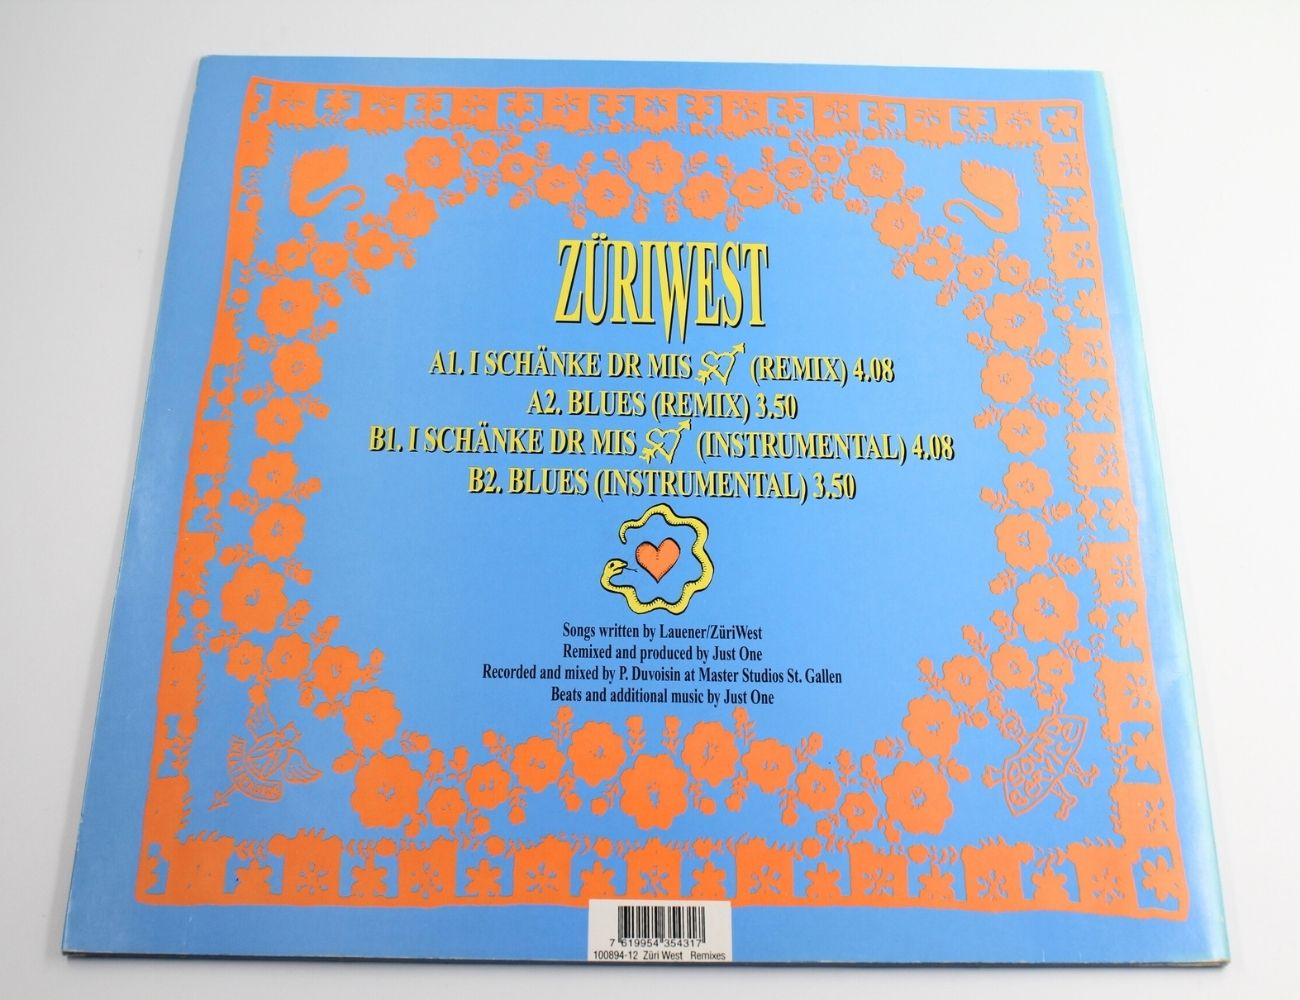 ZÜRIWEST
A1. I SCHÄNKE DR MIS (REMIX) 4.08
A2. BLUES (REMIX) 3.50
B1. I SCHÄNKE DR MIS (INSTRUMENTAL) 4.08
B2. BLUES (INSTRUMENTAL) 3.50
Songs written by Lauener/ZüriWest
Remixed and produced by Just One
Recorded and mixed by P. Duvoisin at Master Studios St. Gallen
Beats and additional music by Just One
SOUND SERVICE
7 619954 354317
100894-12 Züri West Remixes